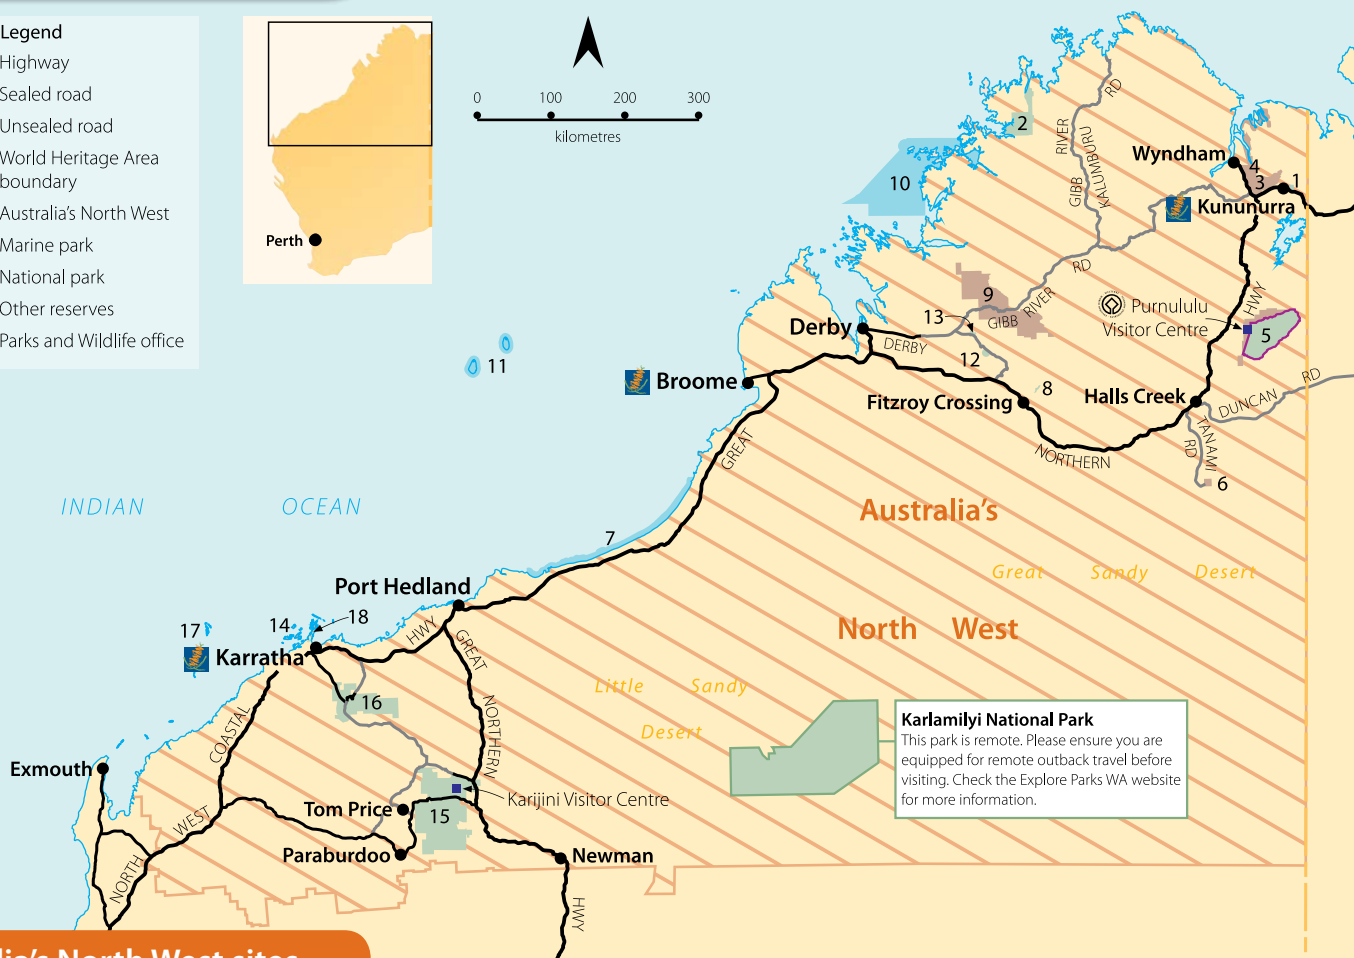 Legend
Highway
Sealed road
Unsealed road
World Heritage Area
boundary
Australia's North West
Marine park
National park
Other reserves
Parks and Wildlife office
Perth
0 100 200 300
kilometres
2
10
GIBB RIVER
KALUMBURU RD
Wyndham
4
3
1
Kununurra
9
GIBB RIVER RD
13
12
Derby
DERBY
Purnululu
Visitor Centre
HWY
5
11
Broome
Fitzroy Crossing
8
Halls Creek
DUNCAN RD
TANAMI
RD
6
GREAT
NORTHERN
INDIAN OCEAN
Australia's
North West
Great Sandy Desert
7
Port Hedland
17
14
18
Karratha
HWY
GREAT
NORTHERN
16
Little Sandy
Desert
COASTAL
WEST
NORTH
Exmouth
Tom Price
15
Karijini Visitor Centre
Paraburdoo
Newman
HWY
Karlamilyi National Park
This park is remote. Please ensure you are
equipped for remote outback travel before
visiting. Check the Explore Parks WA website
for more information.
North West sites